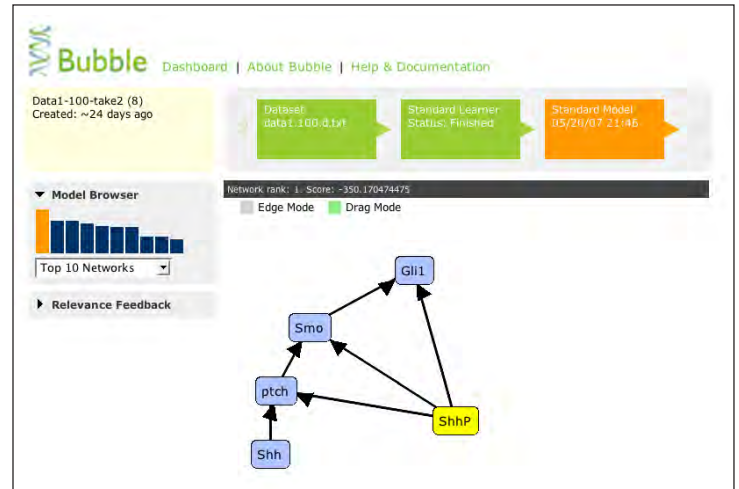 Bubble Dashboard | About Bubble | Help & Documentation
Data1-100-take2 (8)
Created: ~24 days ago
Dataset
data1.100.d.txt
Standard Learner
Status: Finished
Standard Model
05/20/07 21:46
Model Browser
Top 10 Networks
Relevance Feedback
Network rank: 1. Score: -350.170474475
Edge Mode Drag Mode
Gli1
Smo
ptch
ShhP
Shh